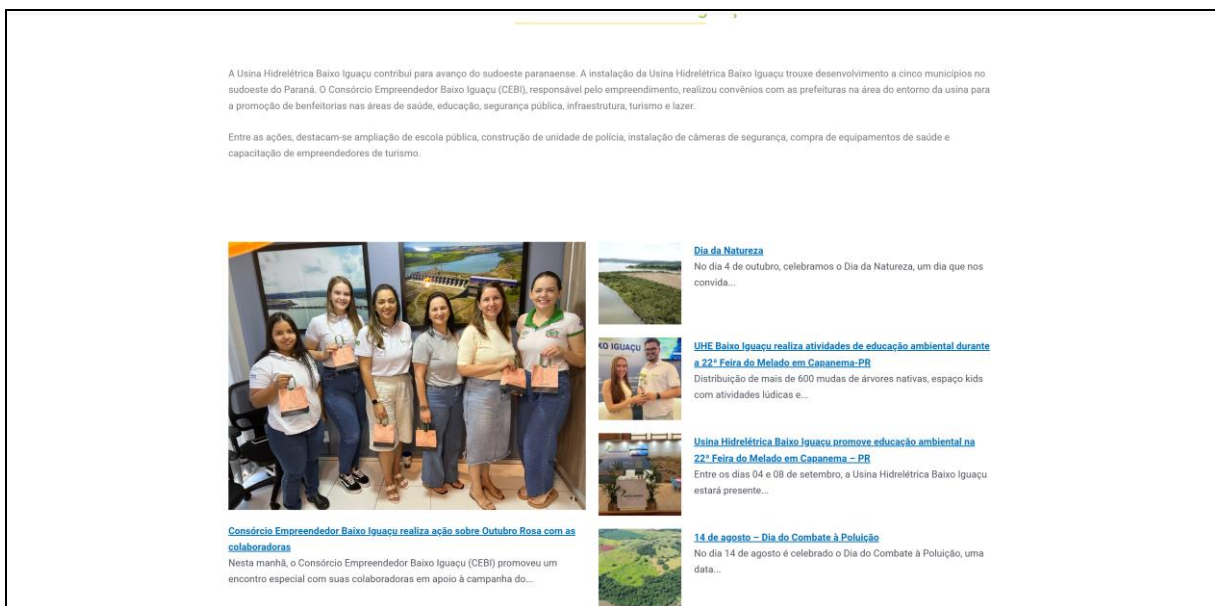 A Usina Hidrelétrica Baixo Iguaçu contribui para avanço do sudoeste paranaense. A instalação da Usina Hidrelétrica Baixo Iguaçu trouxe desenvolvimento a cinco municípios no
sudoeste do Paraná. O Consórcio Empreendedor Baixo Iguaçu (CEBI), responsável pelo empreendimento, realizou convênios com as prefeituras na área do entorno da usina para
a promoção de benfeitorias nas áreas de saúde, educação, segurança pública, infraestrutura, turismo e lazer.
Entre as ações, destacam-se ampliação de escola pública, construção de unidade de polícia, instalação de câmeras de segurança, compra de equipamentos de saúde e
capacitação de empreendedores de turismo.
Consórcio Empreendedor Baixo Iguaçu realiza ação sobre Outubro Rosa com as
colaboradoras
Nesta manhã, o Consórcio Empreendedor Baixo Iguaçu (CEBI) promoveu um
encontro especial com suas colaboradoras em apoio à campanha do...
Dia da Natureza
No dia 4 de outubro, celebramos o Dia da Natureza, um dia que nos
convida...
XO IGUAÇU
UHE Baixo Iguaçu realiza atividades de educação ambiental durante
a 22ª Feira do Melado em Capanema-PR
Distribuição de mais de 600 mudas de árvores nativas, espaço kids
com atividades lúdicas e...
Usina Hidrelétrica Baixo Iguaçu promove educação ambiental na
22ª Feira do Melado em Capanema – PR
Entre os dias 04 e 08 de setembro, a Usina Hidrelétrica Baixo Iguaçu
estará presente...
14 de agosto – Dia do Combate à Poluição
No dia 14 de agosto é celebrado o Dia do Combate à Poluição, uma
data...